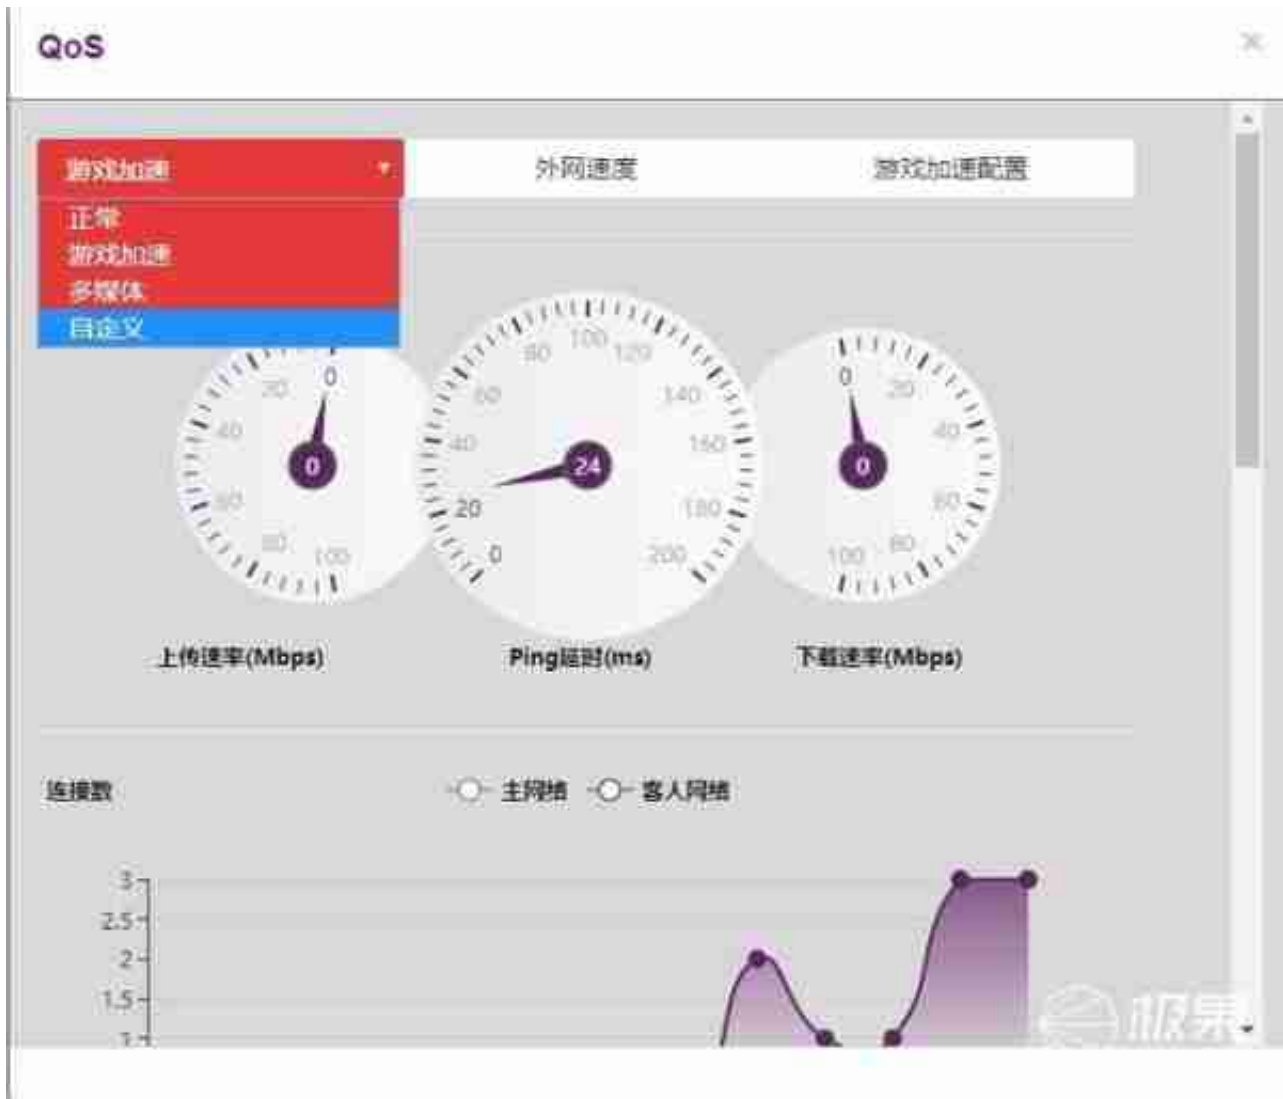 QoS
×
游戏加速 ▼ 外网速度 游戏加速配置
正常
游戏加速
多媒体
自定义
0 20 40 60 80 100
0
0 20 40 60 80 100 120 140 160 180 200
24
0 20 40 60 80 100
0
上传速率(Mbps) Ping延时(ms) 下载速率(Mbps)
连接数 主网络 客人网络
3
2.5
2
1.5
1
极果